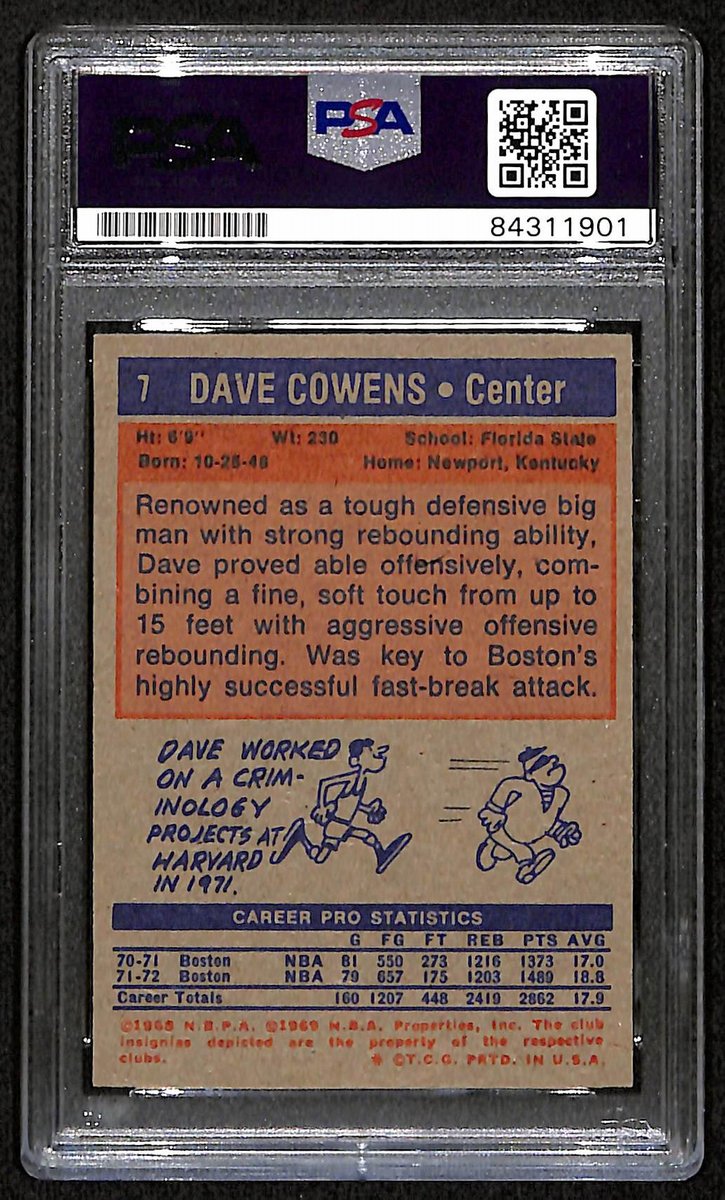 PSA
PSA
84311901
7 DAVE COWENS • Center
Ht: 6'9" Wt: 230 School: Florida State
Born: 10-25-48 Home: Newport, Kentucky
Renowned as a tough defensive big
man with strong rebounding ability,
Dave proved able offensively, com-
bining a fine, soft touch from up to
15 feet with aggressive offensive
rebounding. Was key to Boston's
highly successful fast-break attack.
DAVE WORKED
ON A CRIM-
INOLOGY
PROJECTS AT
HARVARD
IN 1971.
CAREER PRO STATISTICS
G FG FT REB PTS AVG
70-71 Boston NBA 81 550 273 1216 1373 17.0
71-72 Boston NBA 79 657 175 1203 1489 18.8
Career Totals 160 1207 448 2419 2862 17.9
©1968 N.B.P.A. ©1969 N.B.A. Properties, Inc. The club
insignias depicted are the property of the respective
clubs. * ©T.C.G. PRTD. IN U.S.A.